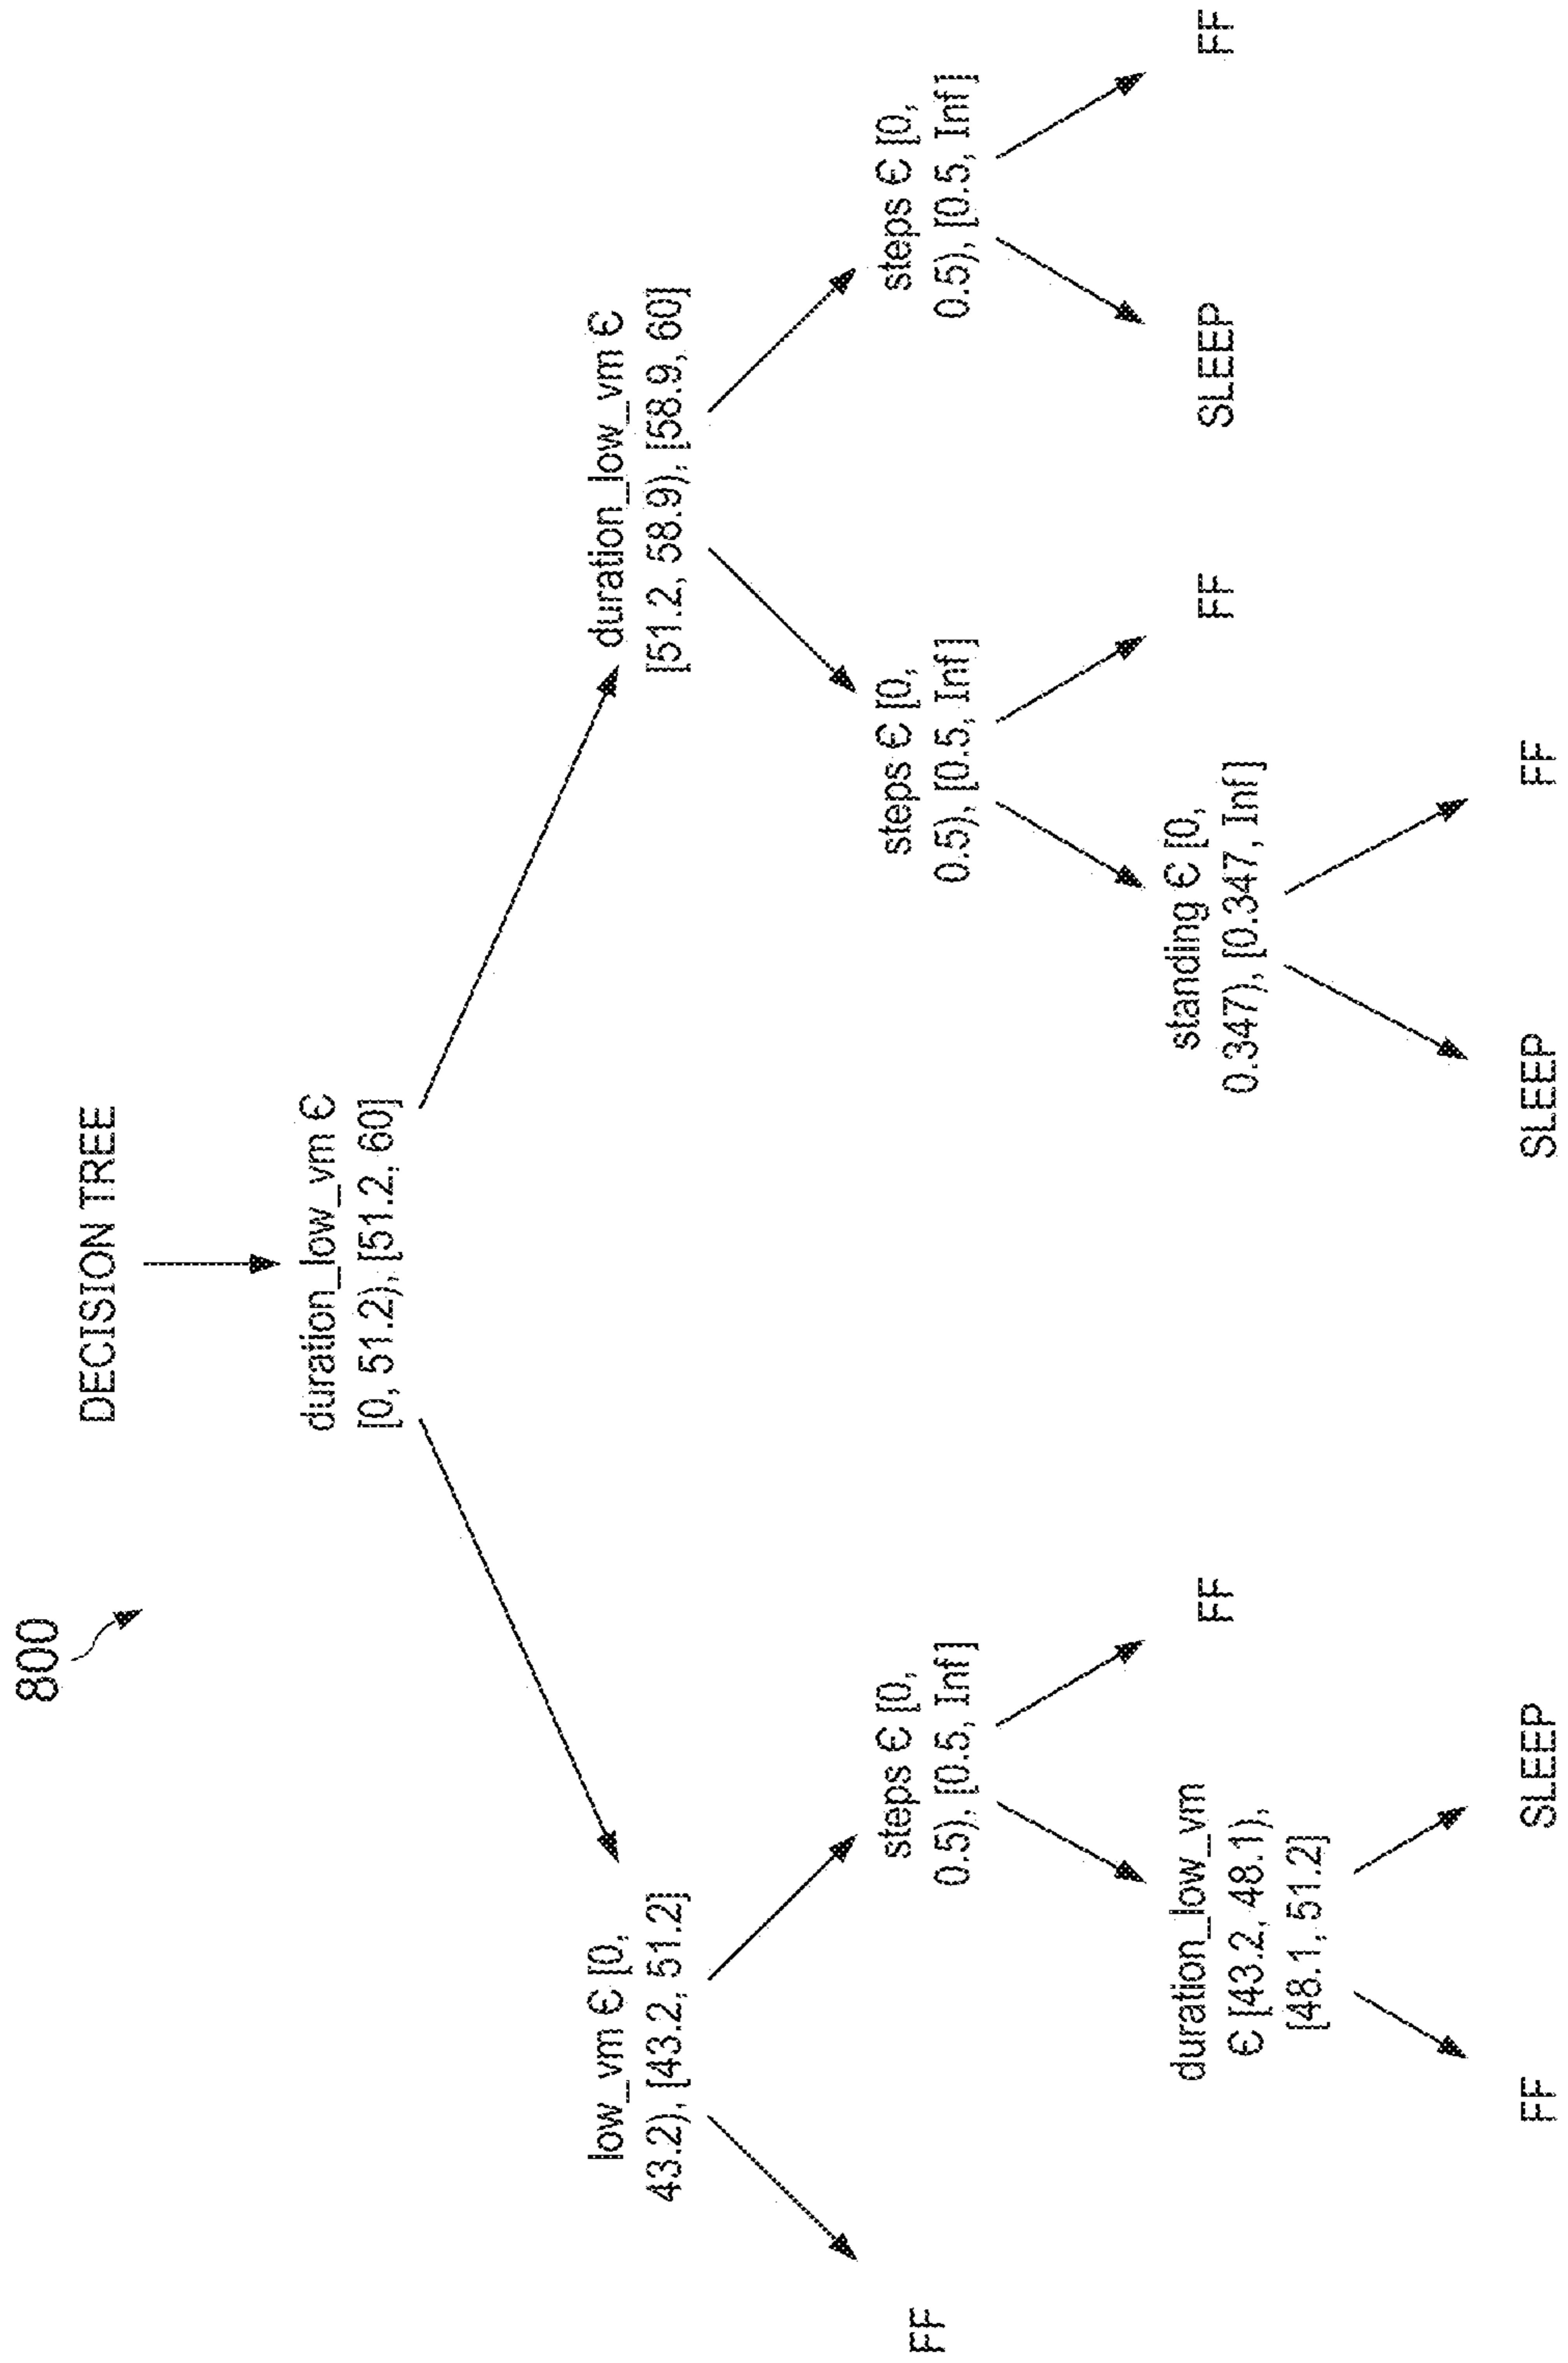 800
DECISION TREE
duration_low_vm Є
[0, 51.2), [51.2, 60]
low_vm Є [0,
43.2), [43.2, 51.2]
duration_low_vm Є
[51.2, 58.9), [58.9, 60]
FF
steps Є [0,
0.5), [0.5, Inf]
steps Є [0,
0.5), [0.5, Inf]
steps Є [0,
0.5), [0.5, Inf]
duration_low_vm
Є [43.2, 48.1),
[48.1, 51.2]
FF
standing Є [0,
0.347), [0.347, Inf]
FF
SLEEP
FF
FF
SLEEP
SLEEP
FF